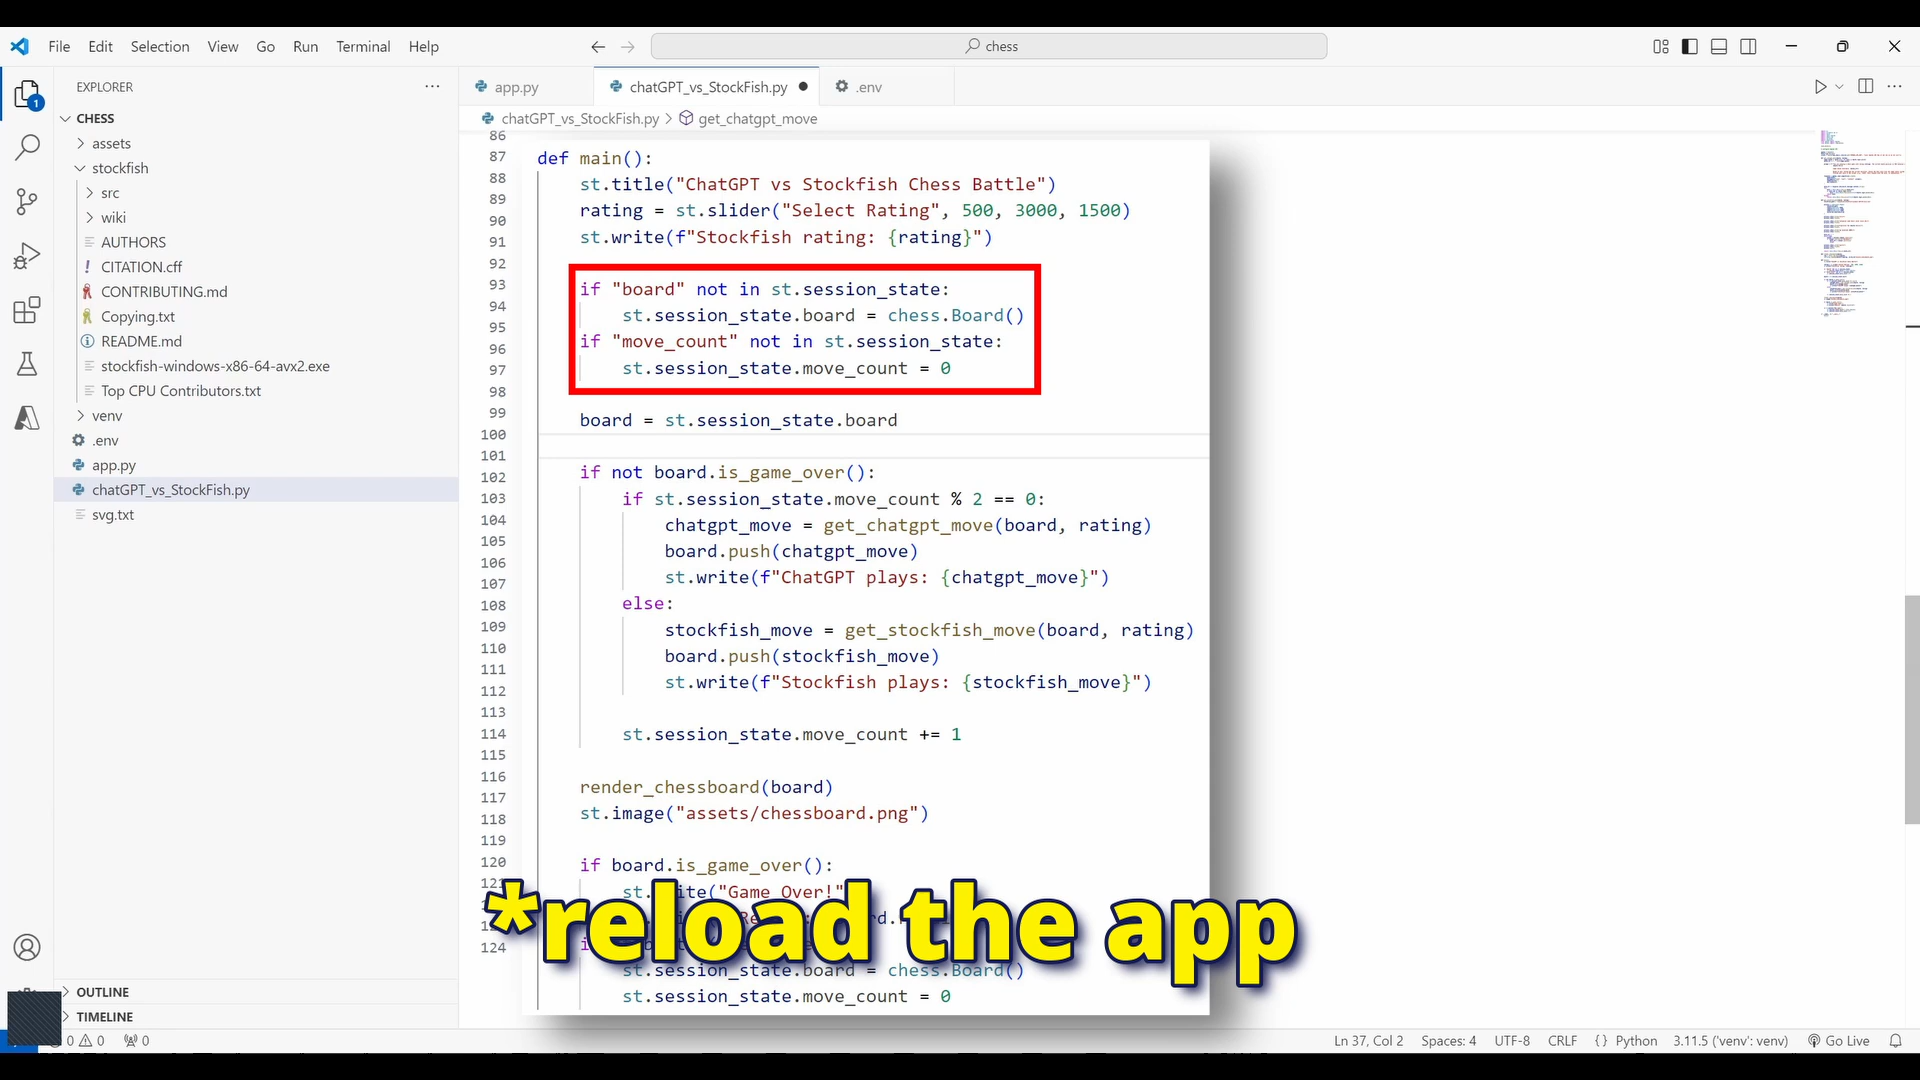 File Edit Selection View Go Run Terminal Help
chess
EXPLORER
app.py
chatGPT_vs_StockFish.py
.env
chatGPT_vs_StockFish.py > get_chatgpt_move
1
CHESS
assets
stockfish
src
wiki
AUTHORS
CITATION.cff
CONTRIBUTING.md
Copying.txt
README.md
stockfish-windows-x86-64-avx2.exe
Top CPU Contributors.txt
venv
.env
app.py
chatGPT_vs_StockFish.py
svg.txt
OUTLINE
TIMELINE
86
87
88
89
90
91
92
93
94
95
96
97
98
99
100
101
102
103
104
105
106
107
108
109
110
111
112
113
114
115
116
117
118
119
120
124
def main():
st.title("ChatGPT vs Stockfish Chess Battle")
rating = st.slider("Select Rating", 500, 3000, 1500)
st.write(f"Stockfish rating: {rating}")
if "board" not in st.session_state:
st.session_state.board = chess.Board()
if "move_count" not in st.session_state:
st.session_state.move_count = 0
board = st.session_state.board
if not board.is_game_over():
if st.session_state.move_count % 2 == 0:
chatgpt_move = get_chatgpt_move(board, rating)
board.push(chatgpt_move)
st.write(f"ChatGPT plays: {chatgpt_move}")
else:
stockfish_move = get_stockfish_move(board, rating)
board.push(stockfish_move)
st.write(f"Stockfish plays: {stockfish_move}")
st.session_state.move_count += 1
render_chessboard(board)
st.image("assets/chessboard.png")
if board.is_game_over():
"Game Over!"
*reload the app
st.session_state.board = chess.Board()
st.session_state.move_count = 0
0 0 0
Ln 37, Col 2 Spaces: 4 UTF-8 CRLF {} Python 3.11.5 ('venv': venv) Go Live